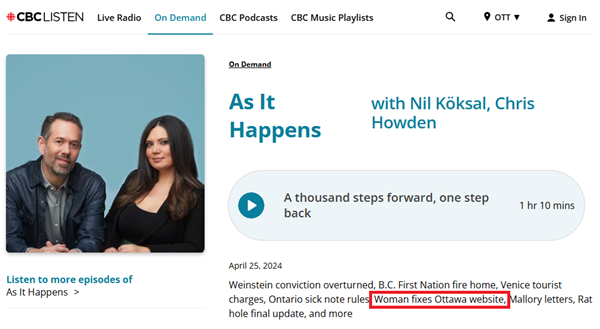 CBC LISTEN Live Radio On Demand CBC Podcasts CBC Music Playlists OTT ▼ Sign In
On Demand
As It Happens
with Nil Köksal, Chris Howden
A thousand steps forward, one step back
1 hr 10 mins
April 25, 2024
Weinstein conviction overturned, B.C. First Nation fire home, Venice tourist
charges, Ontario sick note rules, Woman fixes Ottawa website, Mallory letters, Rat
hole final update, and more
Listen to more episodes of
As It Happens >